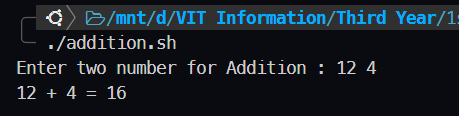 /mnt/d/VIT Information/Third Year/1s
./addition.sh
Enter two number for Addition : 12 4
12 + 4 = 16